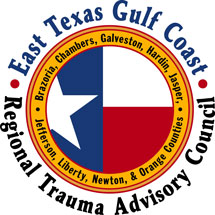 East Texas Gulf Coast
Regional Trauma Advisory Council
• Brazoria, Chambers, Galveston, Hardin, Jasper, •
Jefferson, Liberty, Newton, & Orange Counties